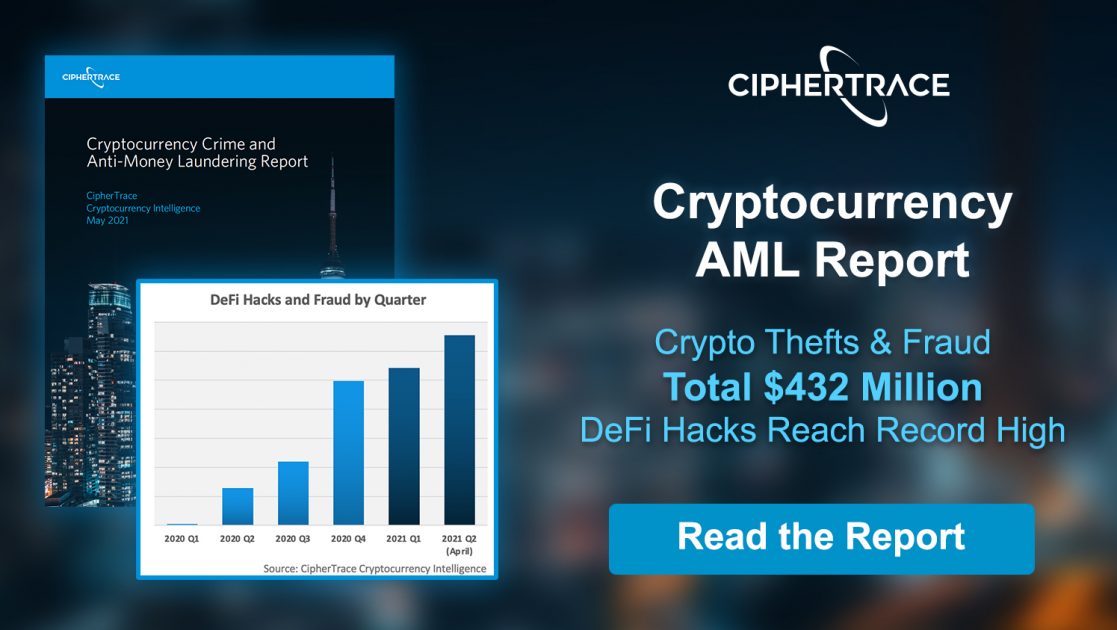 CIPHERTRACE
Cryptocurrency Crime and
Anti-Money Laundering Report
CipherTrace
Cryptocurrency Intelligence
May 2021
DeFi Hacks and Fraud by Quarter
2020 Q1 2020 Q2 2020 Q3 2020 Q4 2021 Q1 2021 Q2
(April)
Source: CipherTrace Cryptocurrency Intelligence
CIPHERTRACE
Cryptocurrency
AML Report
Crypto Thefts & Fraud
Total $432 Million
DeFi Hacks Reach Record High
Read the Report